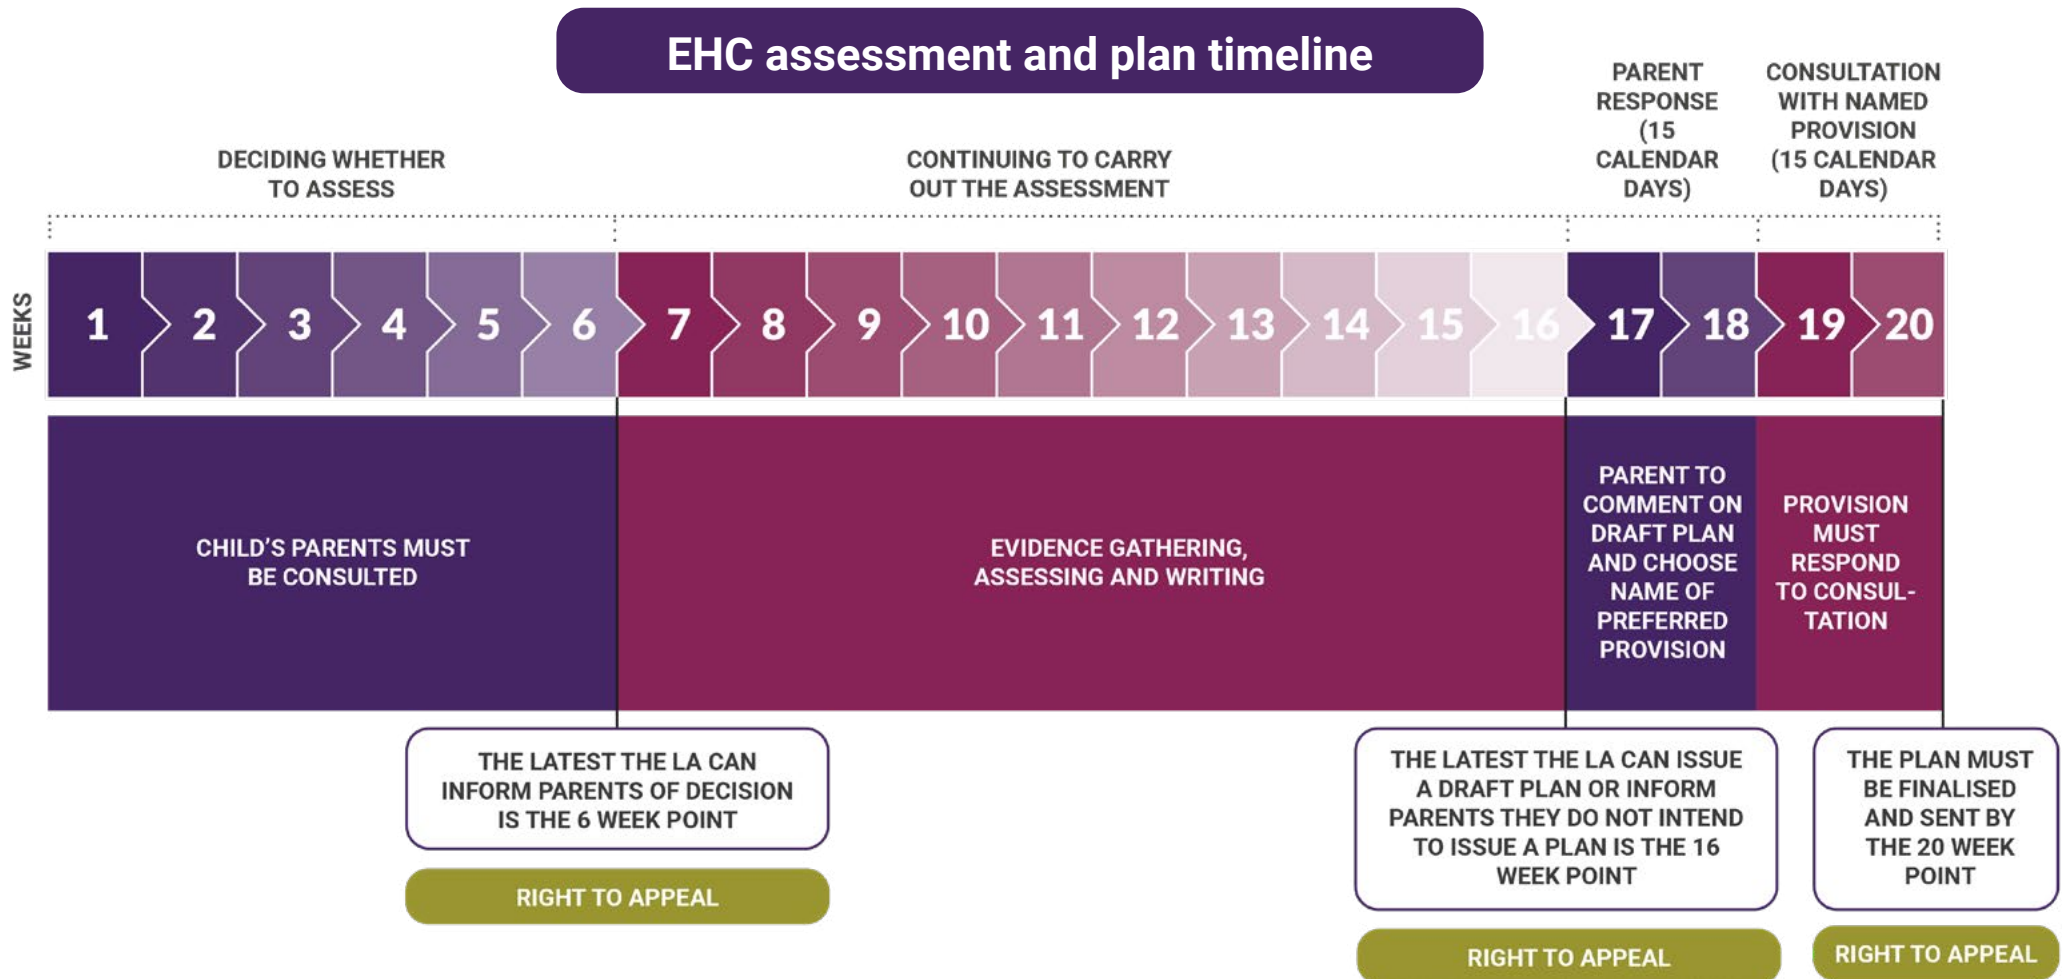 EHC assessment and plan timeline
DECIDING WHETHER
TO ASSESS
CONTINUING TO CARRY
OUT THE ASSESSMENT
PARENT
RESPONSE
(15
CALENDAR
DAYS)
CONSULTATION
WITH NAMED
PROVISION
(15 CALENDAR
DAYS)
WEEKS
1 2 3 4 5 6 7 8 9 10 11 12 13 14 15 16 17 18 19 20
CHILD’S PARENTS MUST
BE CONSULTED
EVIDENCE GATHERING,
ASSESSING AND WRITING
PARENT TO
COMMENT ON
DRAFT PLAN
AND CHOOSE
NAME OF
PREFERRED
PROVISION
PROVISION
MUST
RESPOND
TO CONSUL-
TATION
THE LATEST THE LA CAN
INFORM PARENTS OF DECISION
IS THE 6 WEEK POINT
RIGHT TO APPEAL
THE LATEST THE LA CAN ISSUE
A DRAFT PLAN OR INFORM
PARENTS THEY DO NOT INTEND
TO ISSUE A PLAN IS THE 16
WEEK POINT
RIGHT TO APPEAL
THE PLAN MUST
BE FINALISED
AND SENT BY
THE 20 WEEK
POINT
RIGHT TO APPEAL